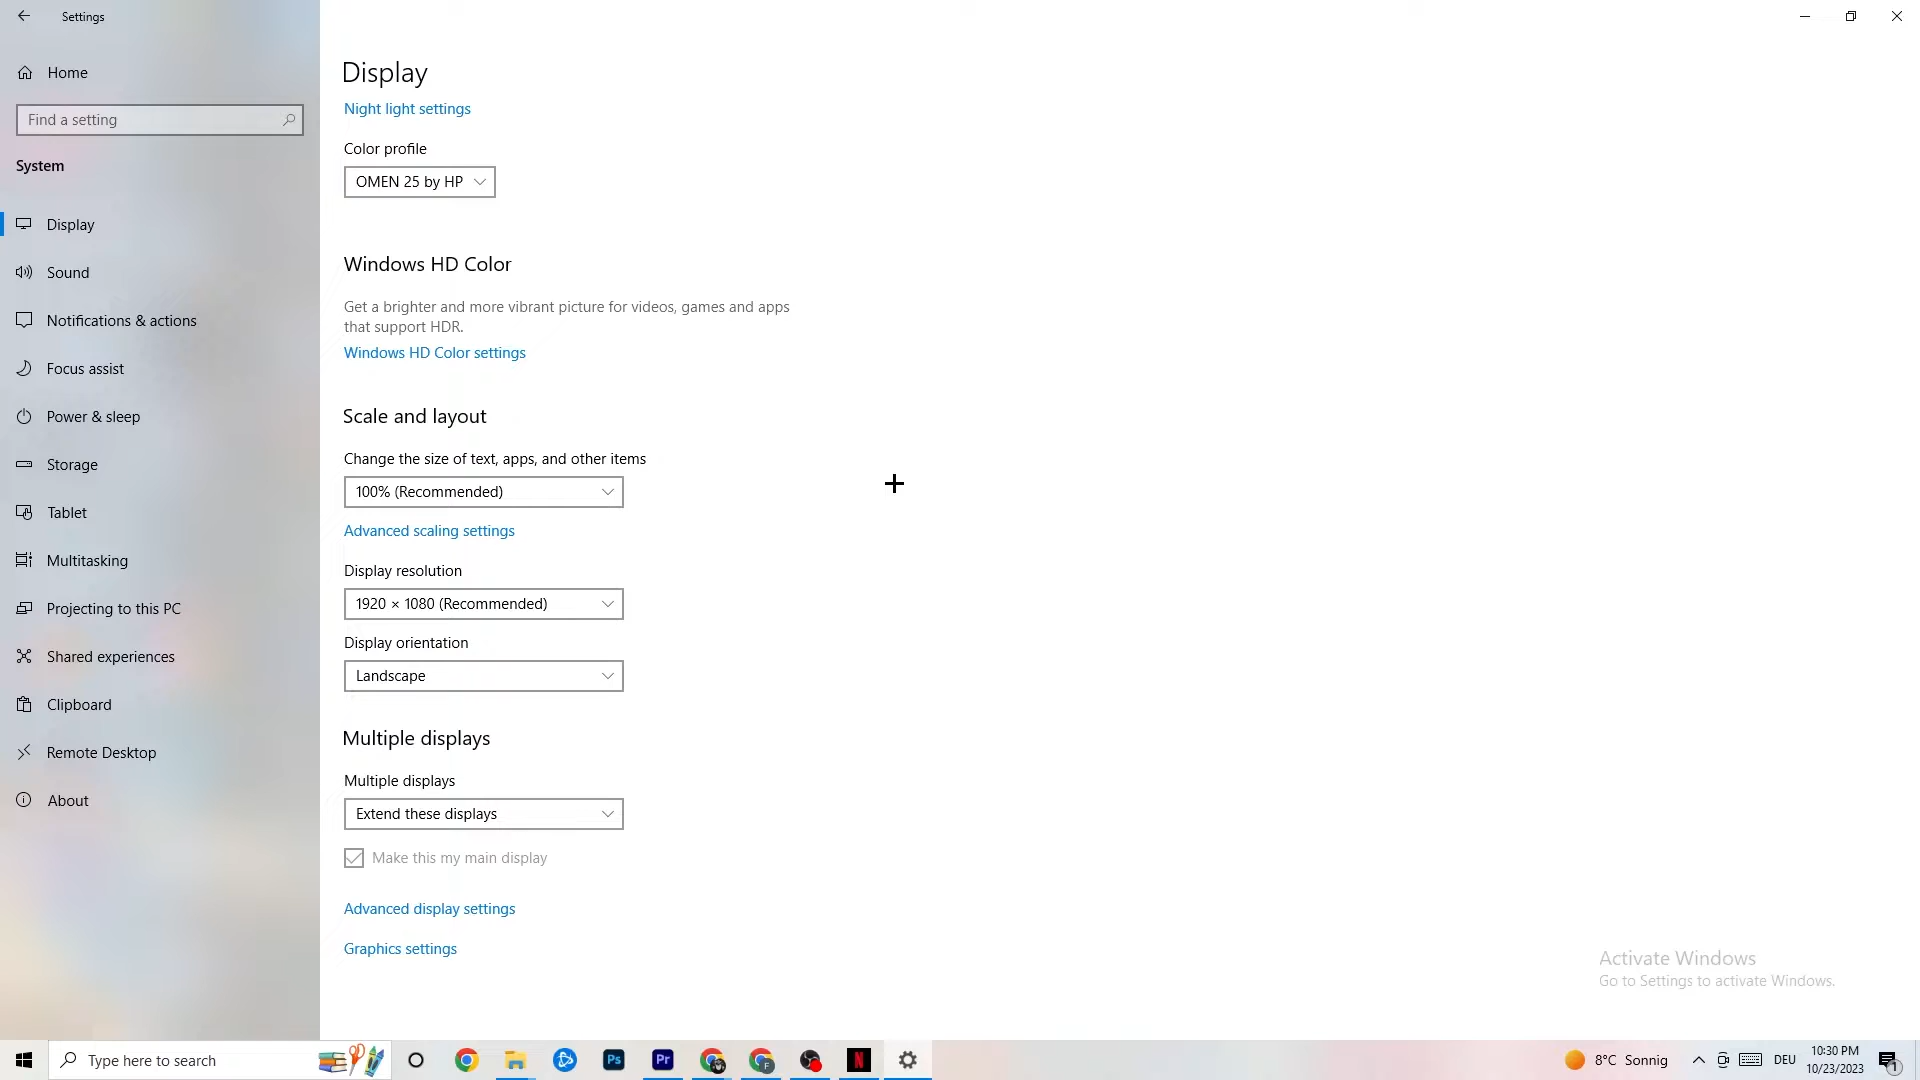 Settings
Home
Find a setting
System
Display
Sound
Notifications & actions
Focus assist
Power & sleep
Storage
Tablet
Multitasking
Projecting to this PC
Shared experiences
Clipboard
Remote Desktop
About
Display
Night light settings
Color profile
OMEN 25 by HP
Windows HD Color
Get a brighter and more vibrant picture for videos, games and apps
that support HDR.
Windows HD Color settings
Scale and layout
Change the size of text, apps, and other items
100% (Recommended)
Advanced scaling settings
Display resolution
1920 × 1080 (Recommended)
Display orientation
Landscape
Multiple displays
Multiple displays
Extend these displays
Make this my main display
Advanced display settings
Graphics settings
Activate Windows
Go to Settings to activate Windows.
Type here to search
Ps
Pr
F
N
8°C Sonnig
DEU
10:30 PM
10/23/2023
1